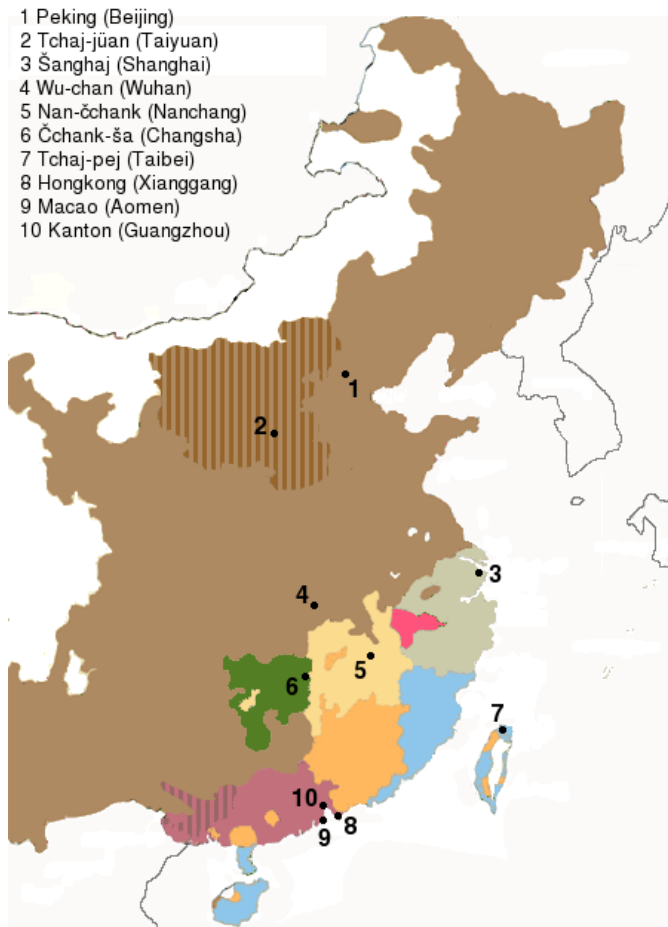 1 Peking (Beijing)
2 Tchaj-jüan (Taiyuan)
3 Šanghaj (Shanghai)
4 Wu-chan (Wuhan)
5 Nan-čchank (Nanchang)
6 Čchank-ša (Changsha)
7 Tchaj-pej (Taibei)
8 Hongkong (Xianggang)
9 Macao (Aomen)
10 Kanton (Guangzhou)
1
2
3
4
5
6
7
10
9
8